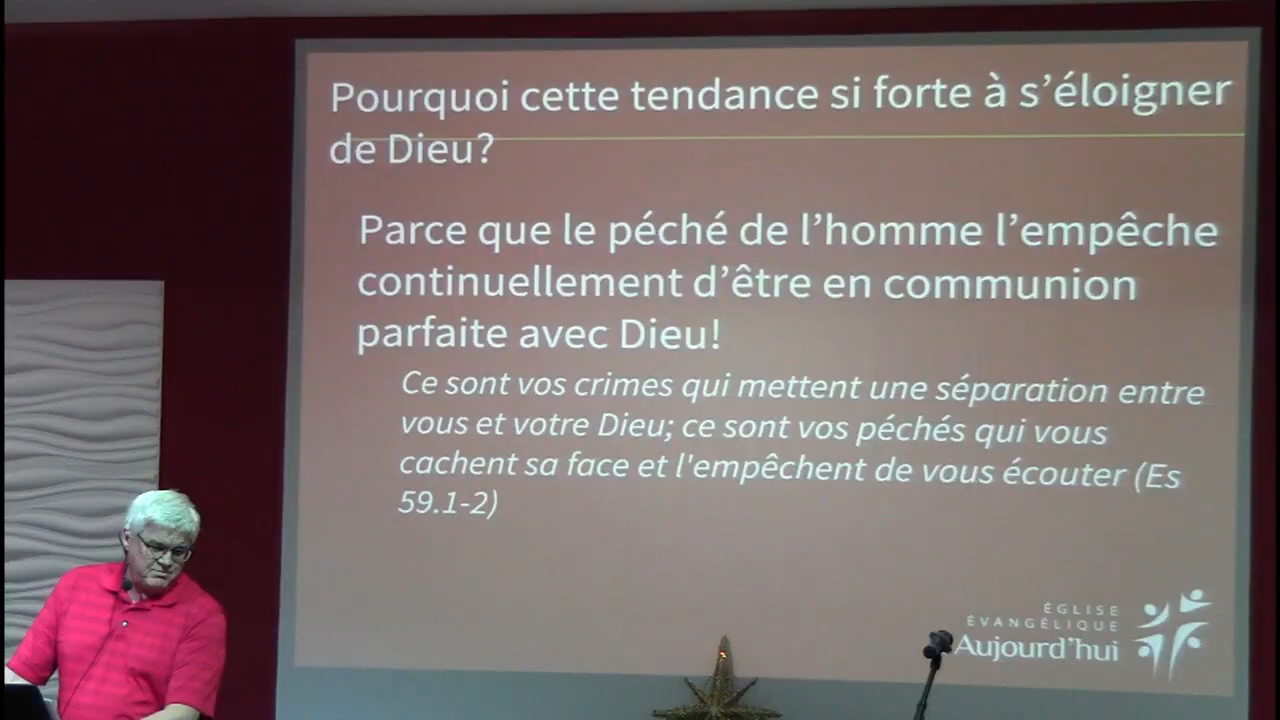 Pourquoi cette tendance si forte à s’éloigner
de Dieu?
Parce que le péché de l’homme l’empêche
continuellement d’être en communion
parfaite avec Dieu!
Ce sont vos crimes qui mettent une séparation entre
vous et votre Dieu; ce sont vos péchés qui vous
cachent sa face et l'empêchent de vous écouter (Es
59.1-2)
ÉGLISE
ÉVANGÉLIQUE
Aujourd’hui